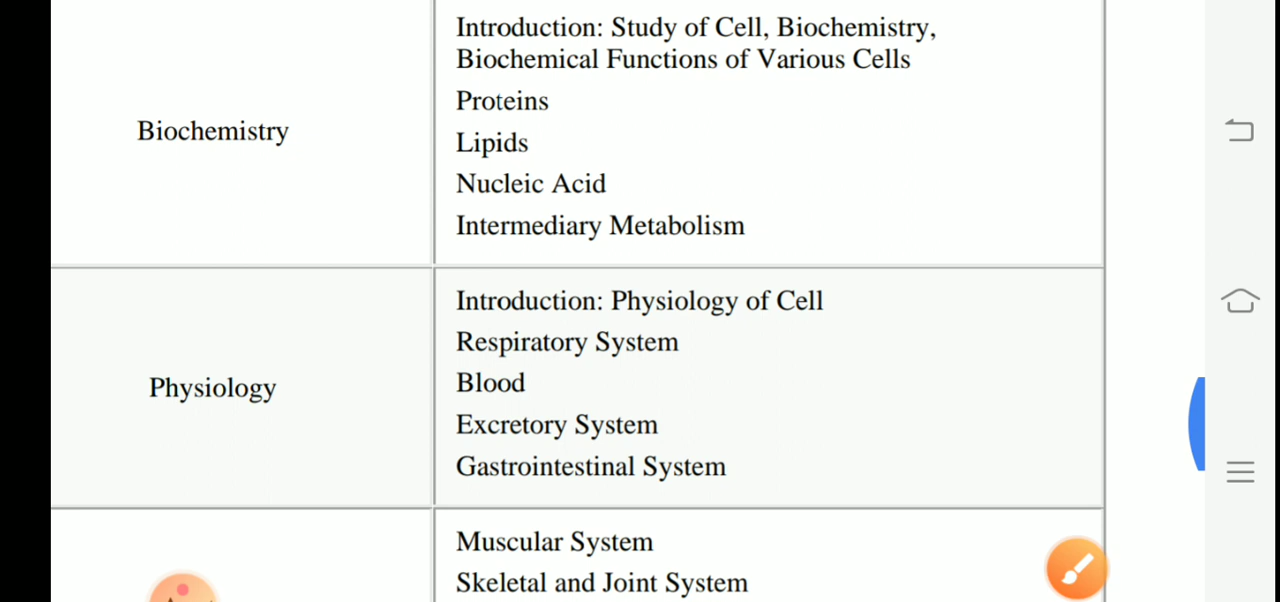 Introduction: Study of Cell, Biochemistry,
Biochemical Functions of Various Cells
Proteins
Biochemistry
Lipids
Nucleic Acid
Intermediary Metabolism
Introduction: Physiology of Cell
Respiratory System
Blood
Physiology
Excretory System
Gastrointestinal System
Muscular System
Skeletal and Joint System